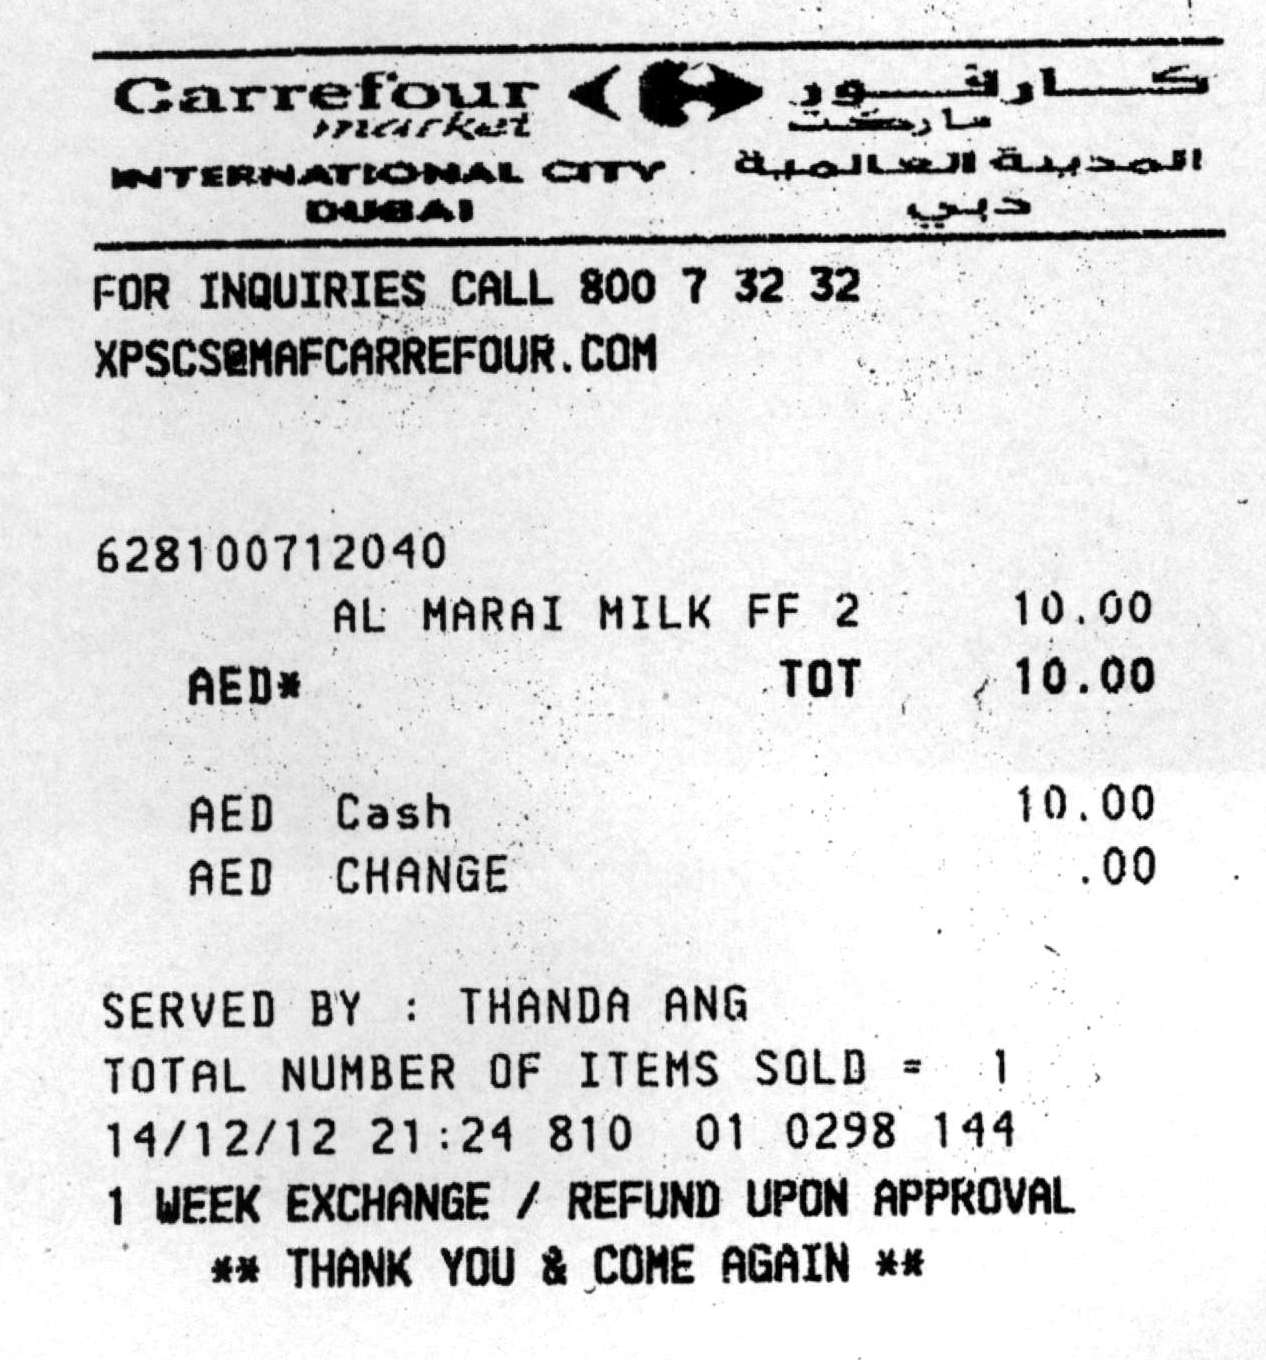 Carrefour كارفور
market ماركت
INTERNATIONAL CITY المدينة العالمية
DUBAI دبي
FOR INQUIRIES CALL 800 7 32 32
XPSCS@MAFCARREFOUR.COM
628100712040
AL MARAI MILK FF 2 10.00
AED* TOT 10.00
AED Cash 10.00
AED CHANGE .00
SERVED BY : THANDA ANG
TOTAL NUMBER OF ITEMS SOLD = 1
14/12/12 21:24 810 01 0298 144
1 WEEK EXCHANGE / REFUND UPON APPROVAL
** THANK YOU & COME AGAIN **